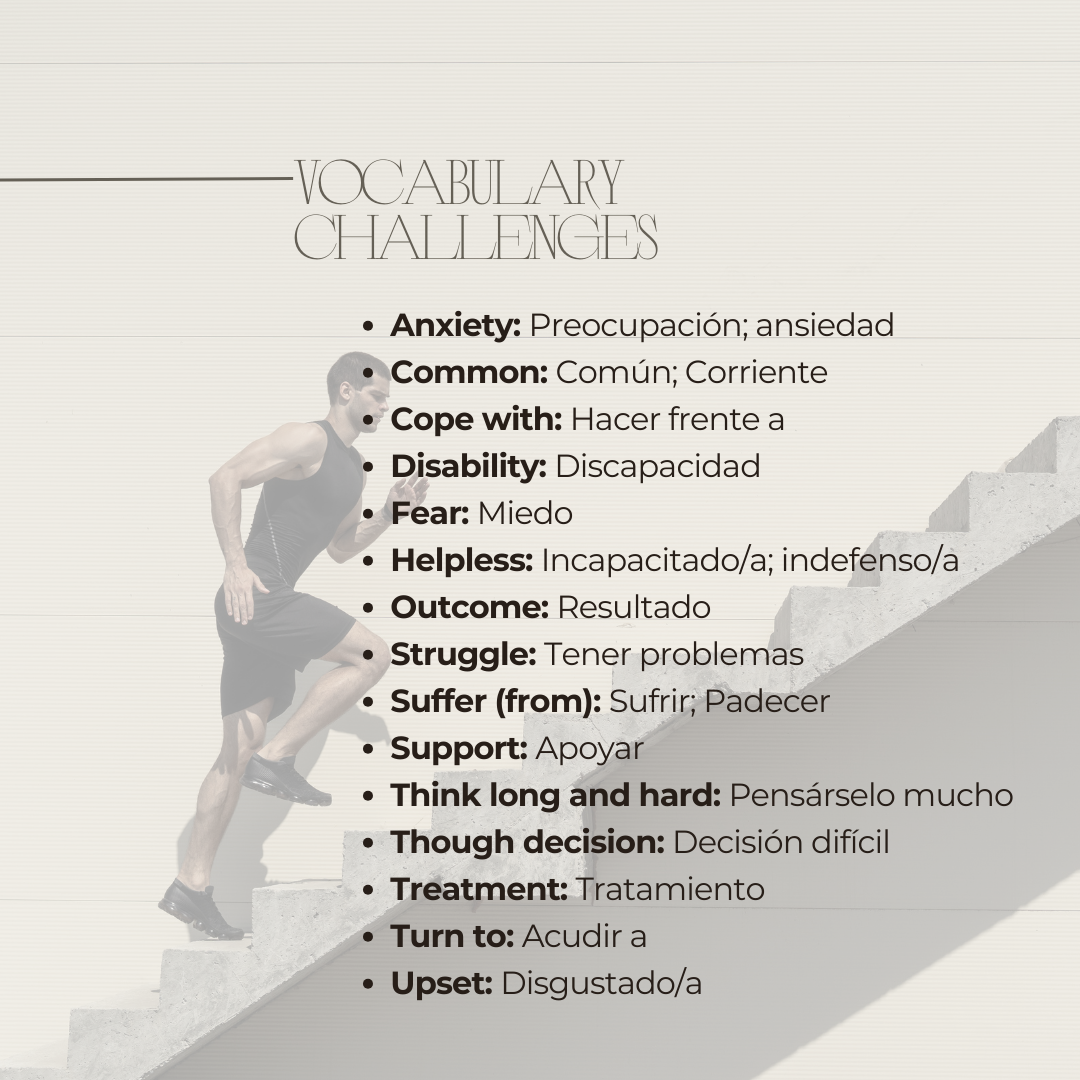 VOCABULARY
CHALLENGES
• Anxiety: Preocupación; ansiedad
• Common: Común; Corriente
• Cope with: Hacer frente a
• Disability: Discapacidad
• Fear: Miedo
• Helpless: Incapacitado/a; indefenso/a
• Outcome: Resultado
• Struggle: Tener problemas
• Suffer (from): Sufrir; Padecer
• Support: Apoyar
• Think long and hard: Pensárselo mucho
• Though decision: Decisión difícil
• Treatment: Tratamiento
• Turn to: Acudir a
• Upset: Disgustado/a